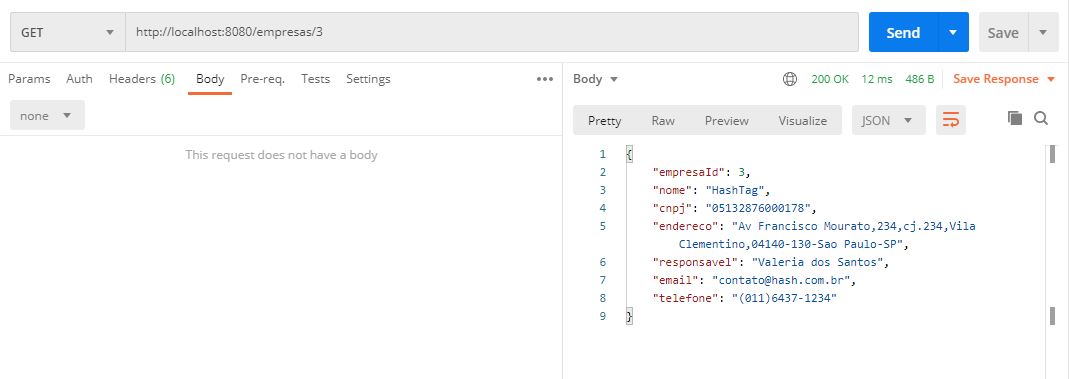 GET http://localhost:8080/empresas/3 Send Save
Params Auth Headers (6) Body Pre-req. Tests Settings
none
This request does not have a body
Body 200 OK 12 ms 486 B Save Response
Pretty Raw Preview Visualize JSON
1 {
2 "empresaId": 3,
3 "nome": "HashTag",
4 "cnpj": "05132876000178",
5 "endereco": "Av Francisco Mourato,234,cj.234,Vila
Clementino,04140-130-Sao Paulo-SP",
6 "responsavel": "Valeria dos Santos",
7 "email": "contato@hash.com.br",
8 "telefone": "(011)6437-1234"
9 }